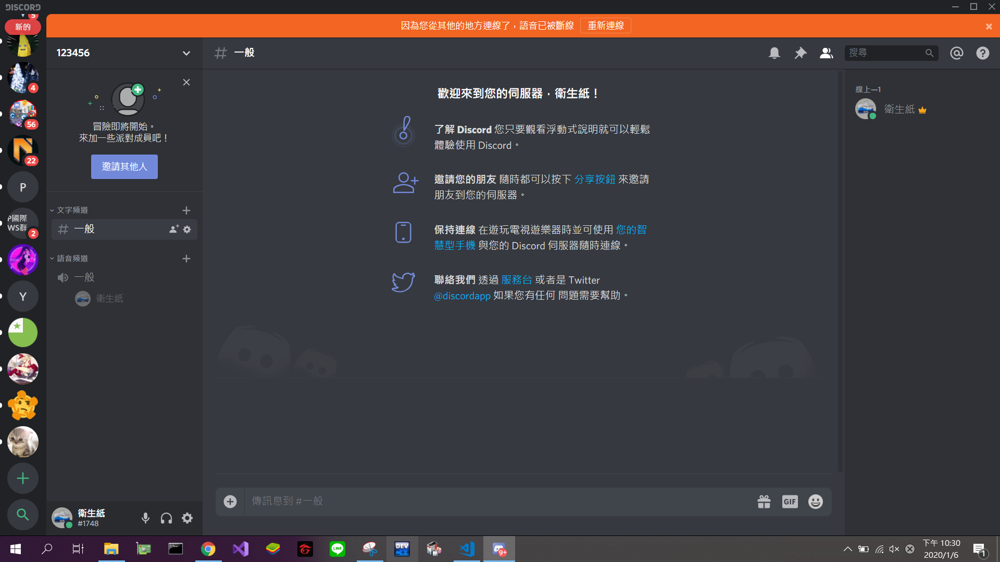 DISCORD
5
新的
因為您從其他的地方連線了，語音已被斷線 重新連線
123456
一般
搜尋
4
56
22
P
P國際
WS群
2
Y
冒險即將開始。
來加一些派對成員吧！
邀請其他人
文字頻道
一般
語音頻道
一般
衛生紙
衛生紙
#1748
歡迎來到您的伺服器，衛生紙！
了解 Discord 您只要觀看浮動式說明就可以輕鬆
體驗使用 Discord。
邀請您的朋友 隨時都可以按下 分享按鈕 來邀請
朋友到您的伺服器。
保持連線 在遊玩電視遊樂器時並可使用 您的智
慧型手機 與您的 Discord 伺服器隨時連線。
聯絡我們 透過 服務台 或者是 Twitter
@discordapp 如果您有任何 問題需要幫助。
傳訊息到 #一般
GIF
線上—1
衛生紙
LINE
DEV
C++
9+
下午 10:30
2020/1/6
1